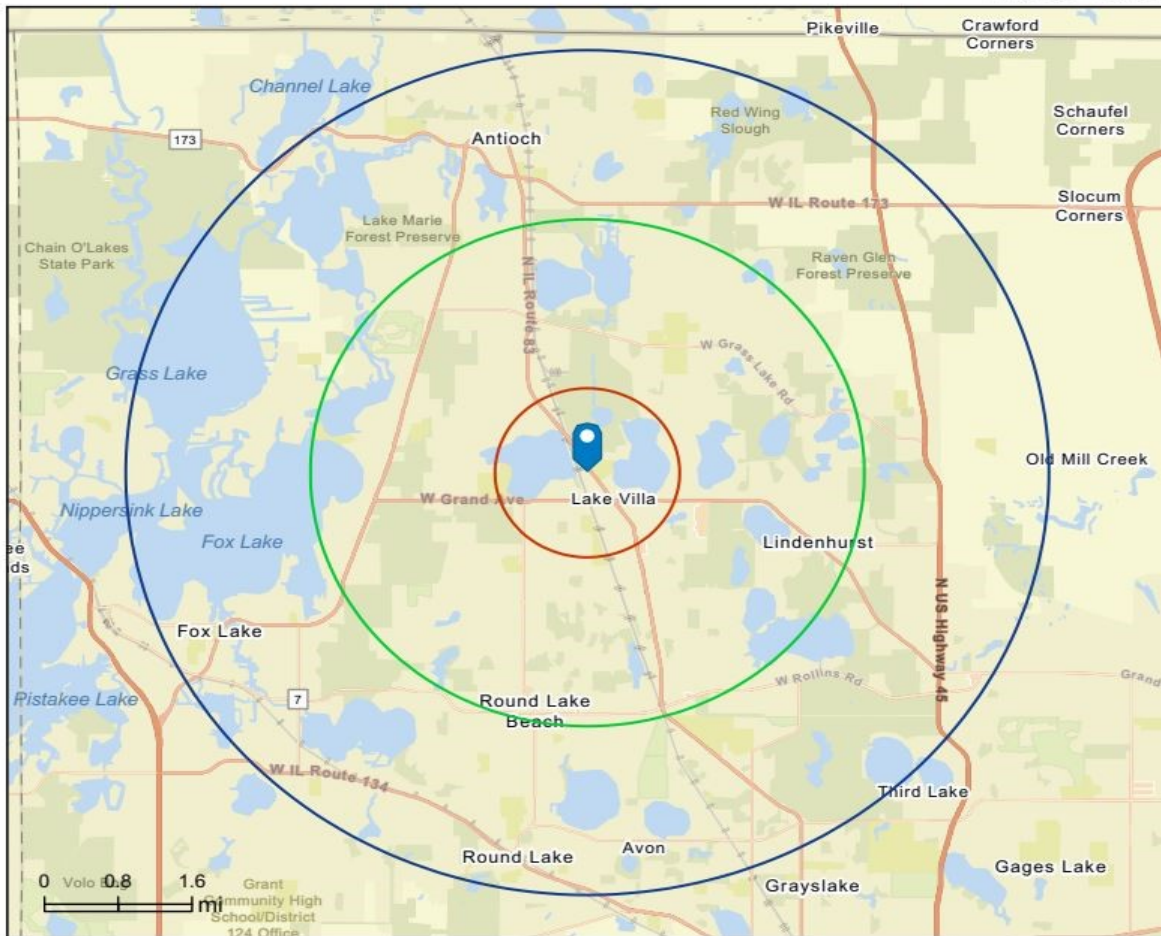 Pikeville
Crawford
Corners
Channel Lake
Red Wing
Slough
Schaufel
Corners
173
Antioch
Slocum
Corners
W IL Route 173
Lake Marie
Forest Preserve
Chain O'Lakes
State Park
Raven Glen
Forest Preserve
N IL Route 83
W Grass Lake Rd
Grass Lake
Old Mill Creek
W Grand Ave
Lake Villa
Nippersink Lake
Fox Lake
Lindenhurst
ee
ds
N US Highway 45
Fox Lake
W Rollins Rd
Grand
Pistakee Lake
7
Round Lake
Beach
W IL Route 134
Third Lake
Avon
Round Lake
Gages Lake
Grayslake
0 0.8 1.6
mi
Volo
Grant
Community High
School/District
124 Office